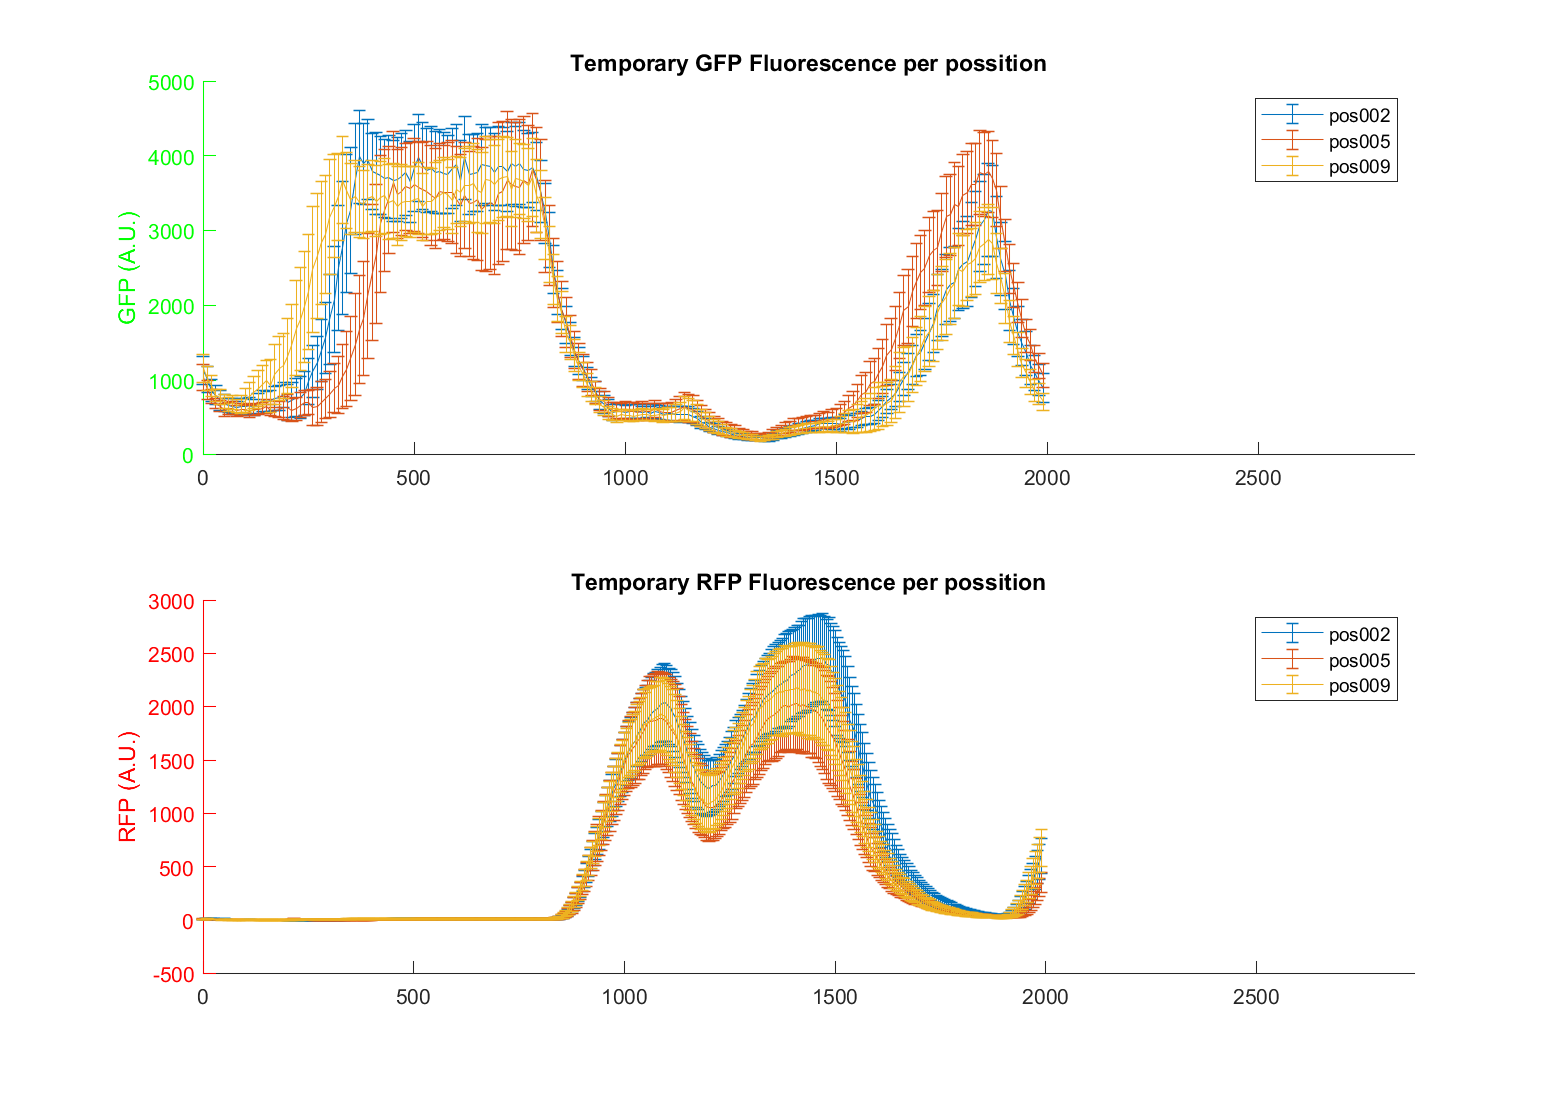 Temporary GFP Fluorescence per possition
GFP (A.U.)
5000
4000
3000
2000
1000
0
0 500 1000 1500 2000 2500
pos002
pos005
pos009
Temporary RFP Fluorescence per possition
RFP (A.U.)
3000
2500
2000
1500
1000
500
0
-500
0 500 1000 1500 2000 2500
pos002
pos005
pos009